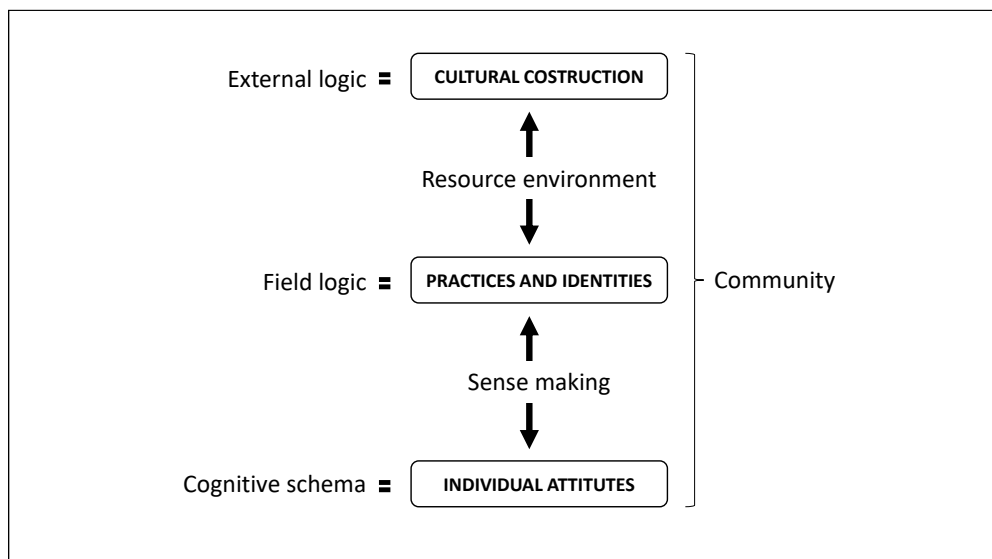 External logic = CULTURAL COSTRUCTION
Resource environment
Field logic = PRACTICES AND IDENTITIES
Community
Sense making
Cognitive schema = INDIVIDUAL ATTITUTES